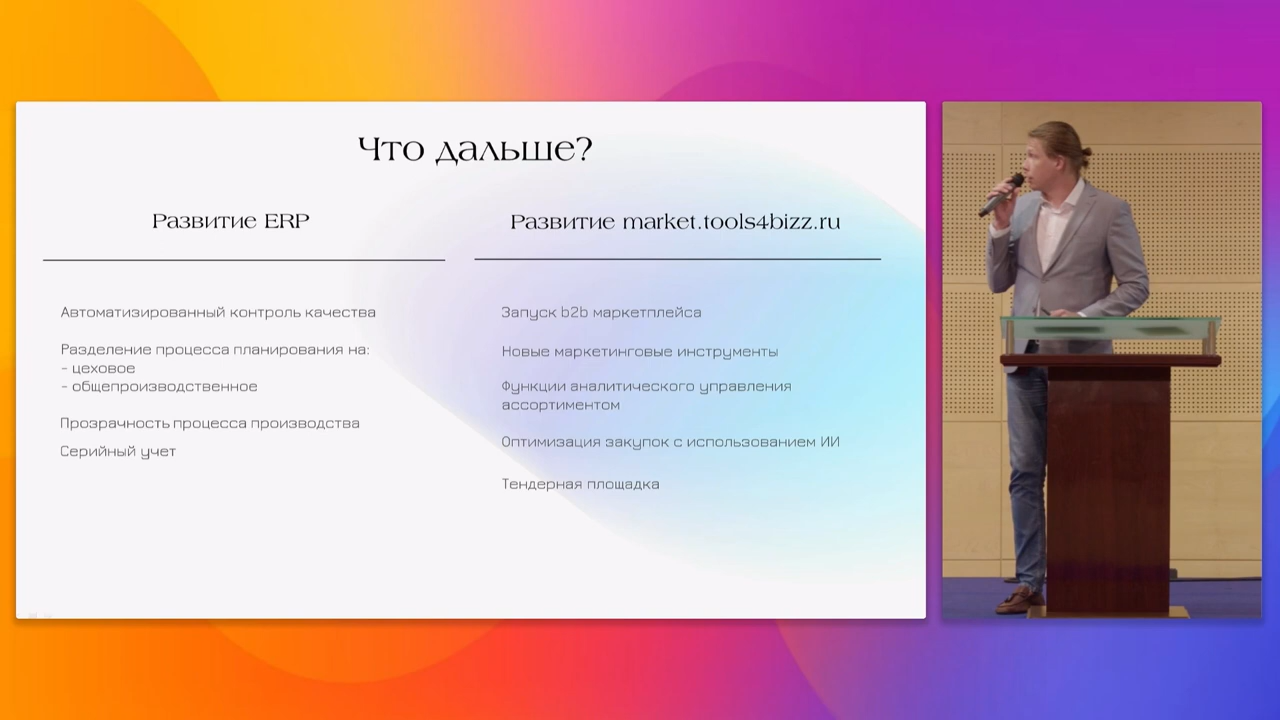 Что дальше?
Развитие ERP
Автоматизированный контроль качества
Разделение процесса планирования на:
- цеховое
- общепроизводственное
Прозрачность процесса производства
Серийный учет
Развитие market.tools4bizz.ru
Запуск b2b маркетплейса
Новые маркетинговые инструменты
Функции аналитического управления
ассортиментом
Оптимизация закупок с использованием ИИ
Тендерная площадка